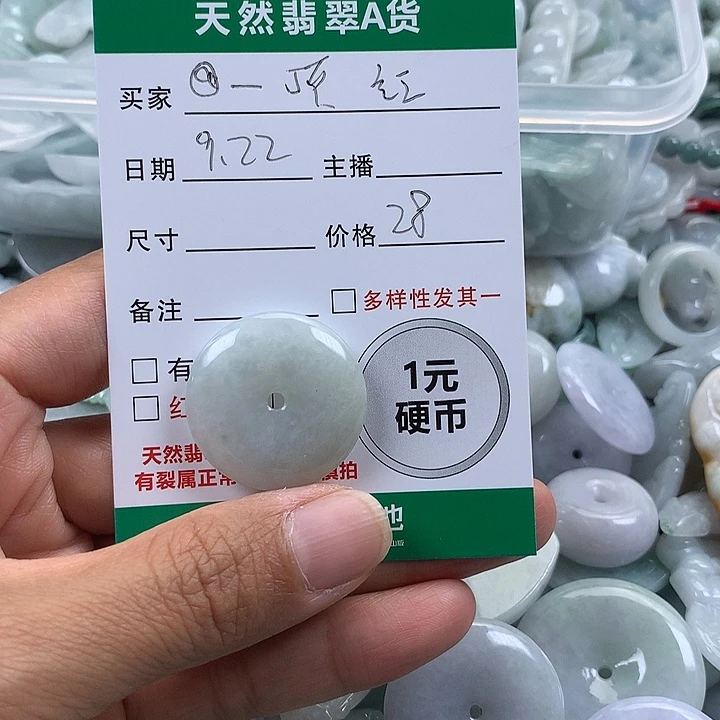 天然翡翠A货
买家 一顶红
日期 9.22 主播
尺寸 价格 28
备注 多样性发其一
有
1元
硬币
红
天然翡
有裂属正常 慎拍
地